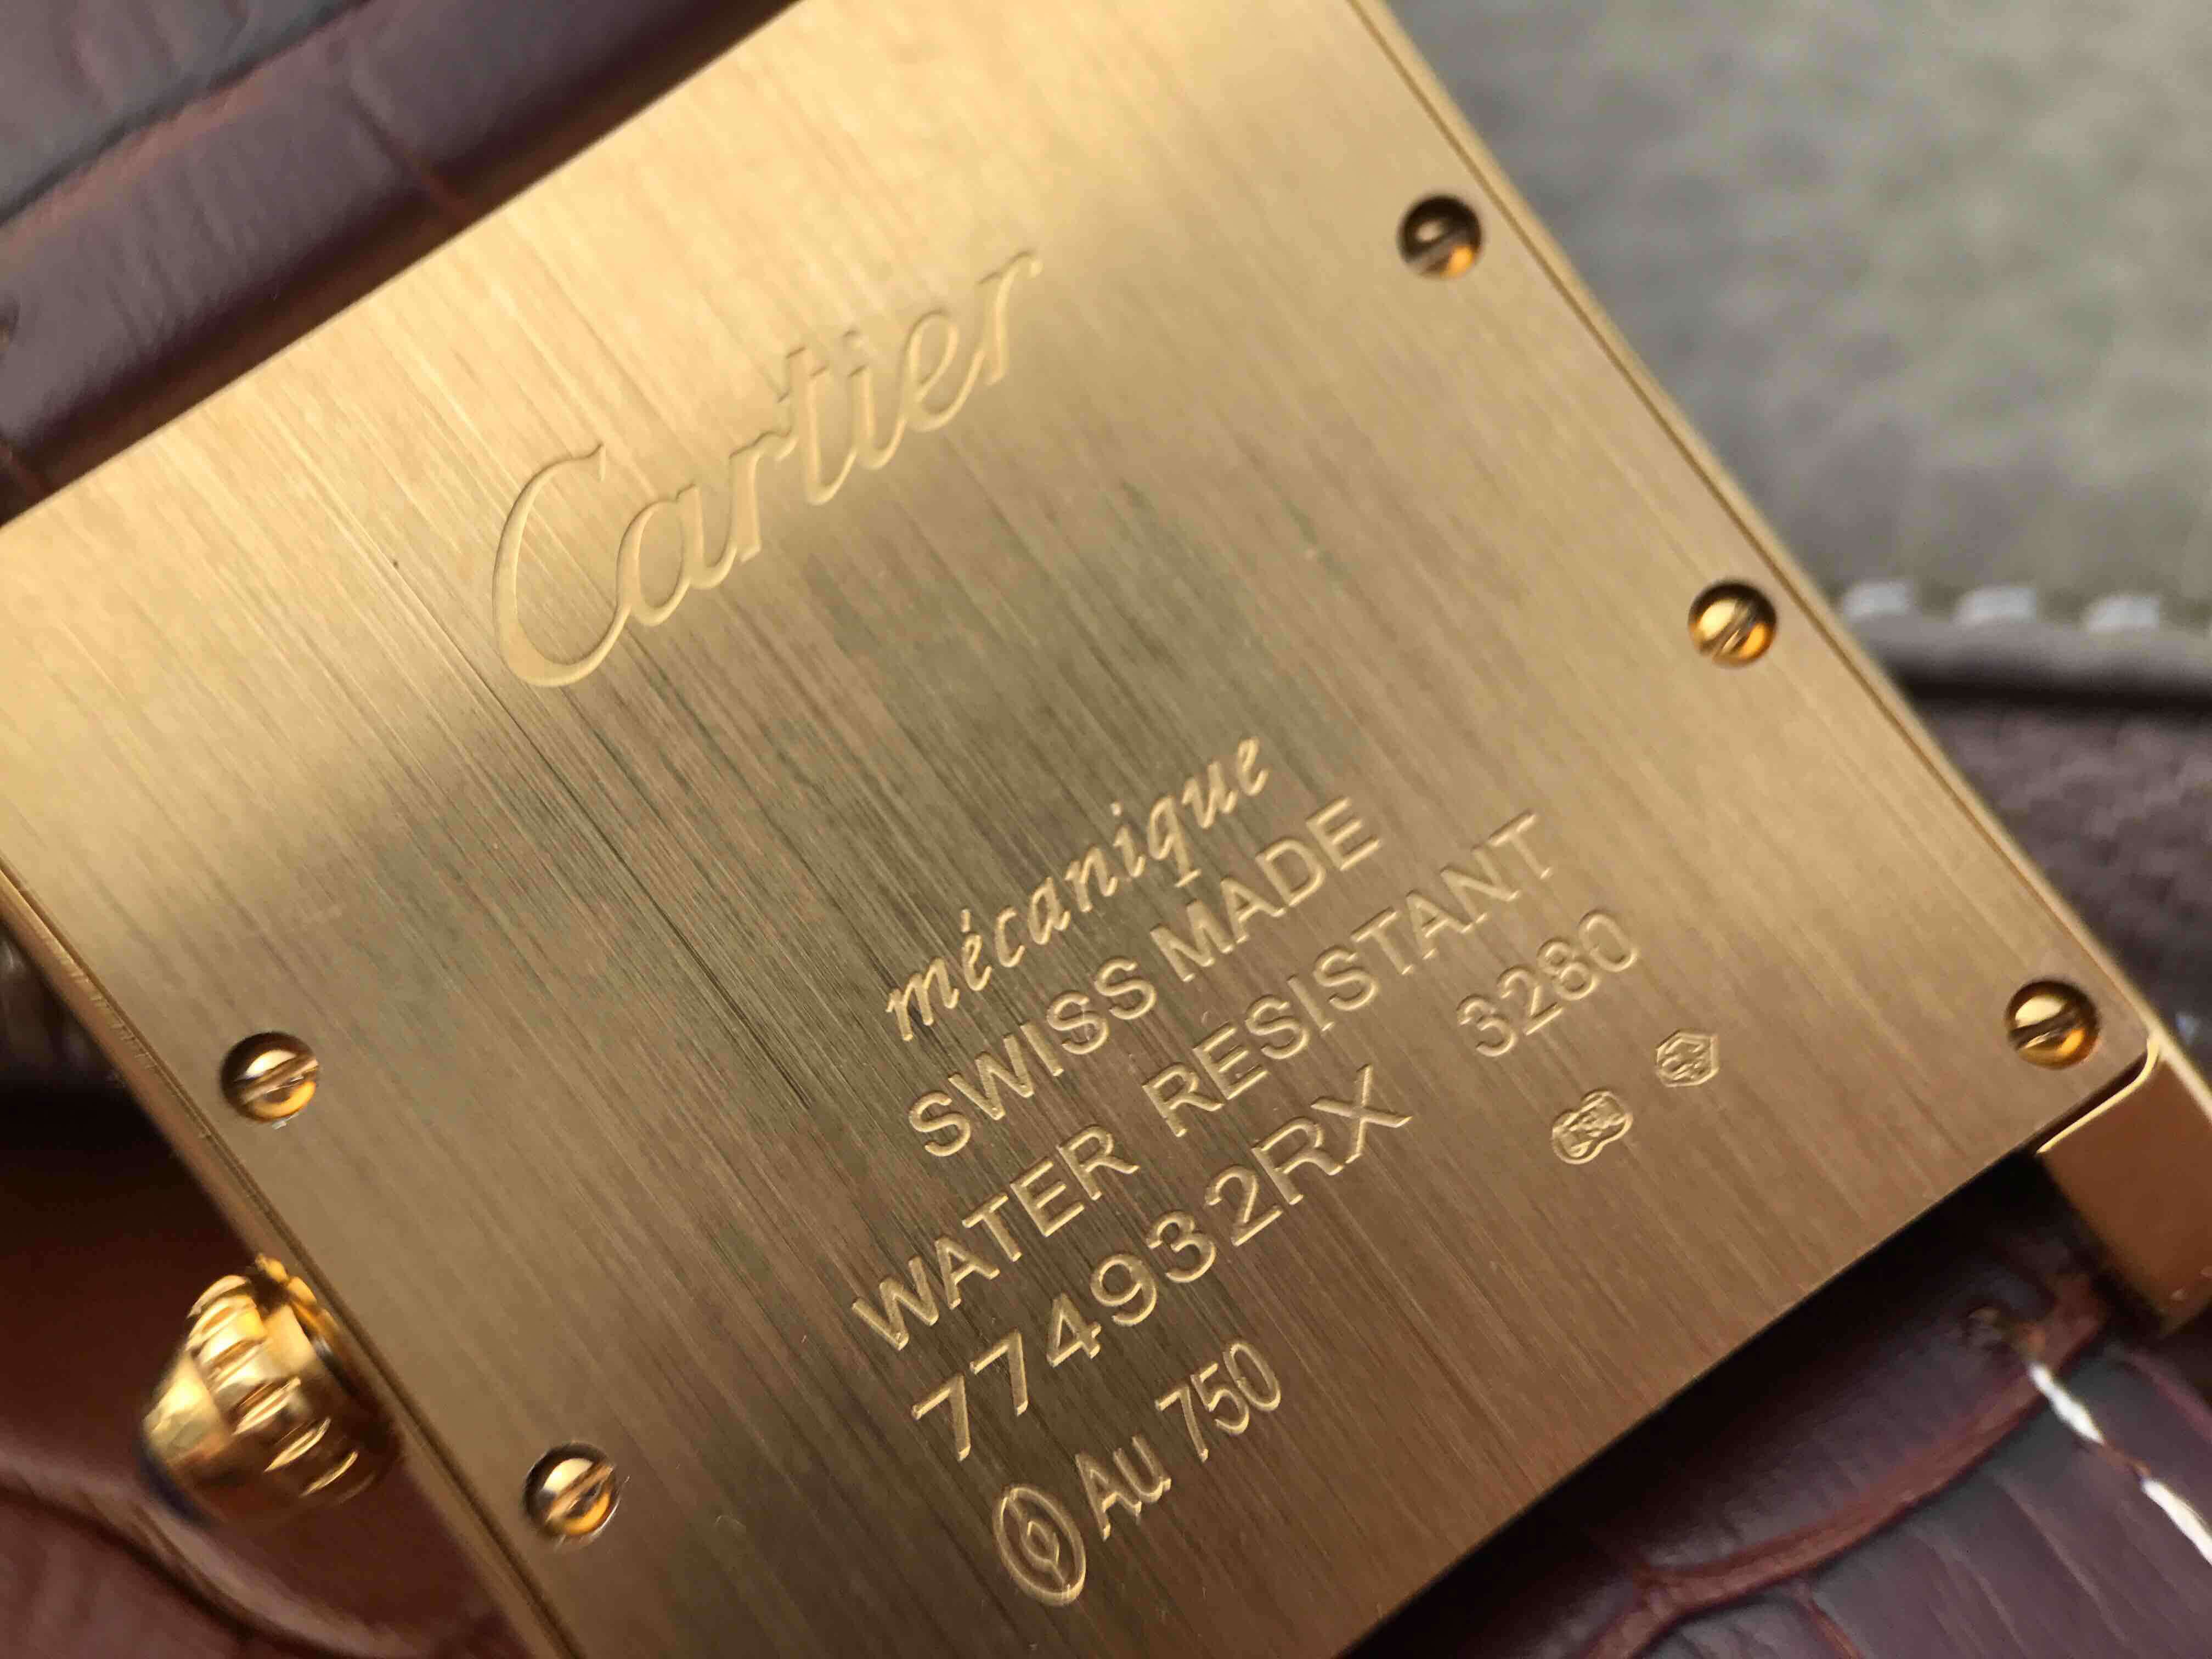 Cartier
mécanique
SWISS MADE
WATER RESISTANT
774932RX 3280
Au 750